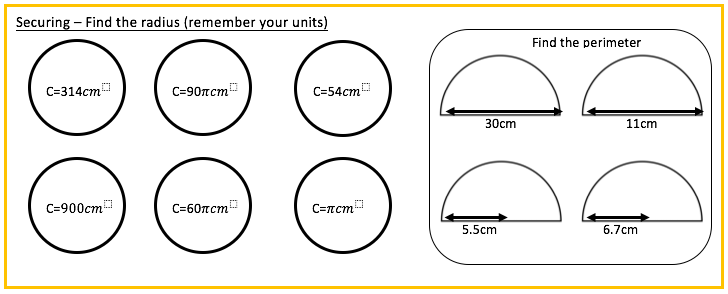 Securing – Find the radius (remember your units)
C=314cm□
C=90πcm□
C=54cm□
C=900cm□
C=60πcm□
C=πcm□
Find the perimeter
30cm
11cm
5.5cm
6.7cm